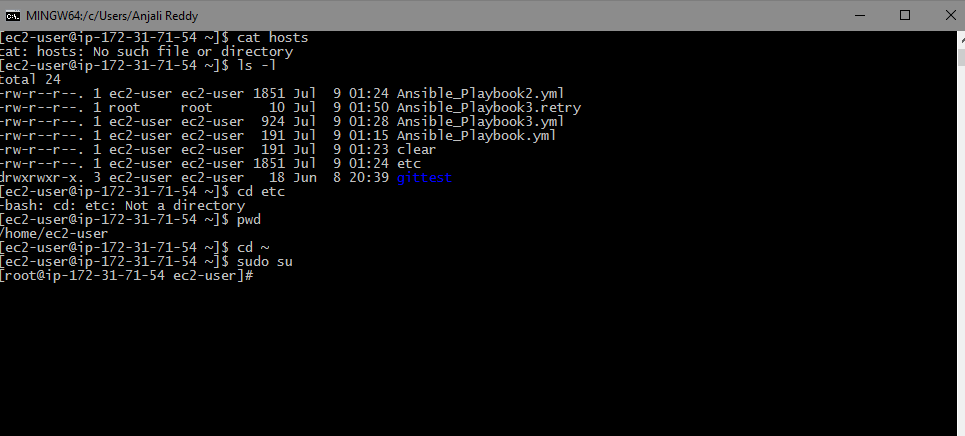 MINGW64:/c/Users/Anjali Reddy
[ec2-user@ip-172-31-71-54 ~]$ cat hosts
cat: hosts: No such file or directory
[ec2-user@ip-172-31-71-54 ~]$ ls -l
total 24
-rw-r--r--. 1 ec2-user ec2-user 1851 Jul  9 01:24 Ansible_Playbook2.yml
-rw-r--r--. 1 root     root       10 Jul  9 01:50 Ansible_Playbook3.retry
-rw-r--r--. 1 ec2-user ec2-user  924 Jul  9 01:28 Ansible_Playbook3.yml
-rw-r--r--. 1 ec2-user ec2-user  191 Jul  9 01:15 Ansible_Playbook.yml
-rw-r--r--. 1 ec2-user ec2-user  191 Jul  9 01:23 clear
-rw-r--r--. 1 ec2-user ec2-user 1851 Jul  9 01:24 etc
drwxrwxr-x. 3 ec2-user ec2-user   18 Jun  8 20:39 gittest
[ec2-user@ip-172-31-71-54 ~]$ cd etc
-bash: cd: etc: Not a directory
[ec2-user@ip-172-31-71-54 ~]$ pwd
/home/ec2-user
[ec2-user@ip-172-31-71-54 ~]$ cd ~
[ec2-user@ip-172-31-71-54 ~]$ sudo su
[root@ip-172-31-71-54 ec2-user]#